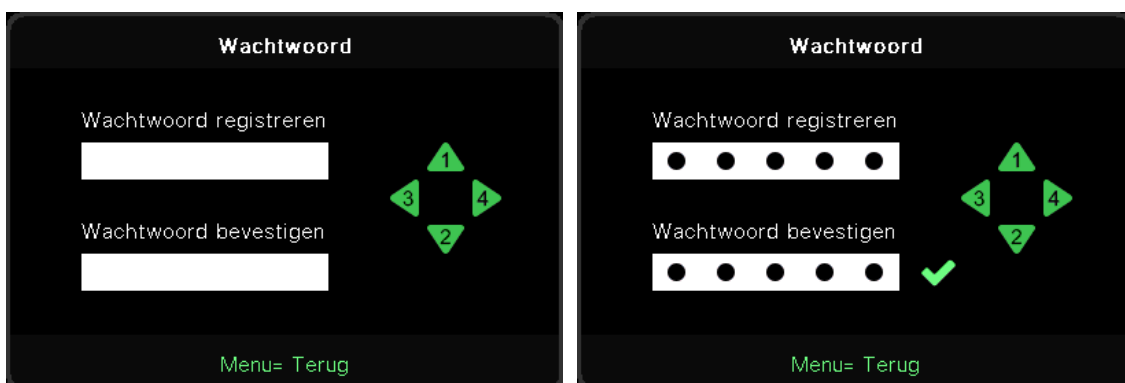 Wachtwoord
Wachtwoord registreren
1
3 4
Wachtwoord bevestigen
2
Menu= Terug
Wachtwoord
Wachtwoord registreren
1
3 4
Wachtwoord bevestigen
2
Menu= Terug